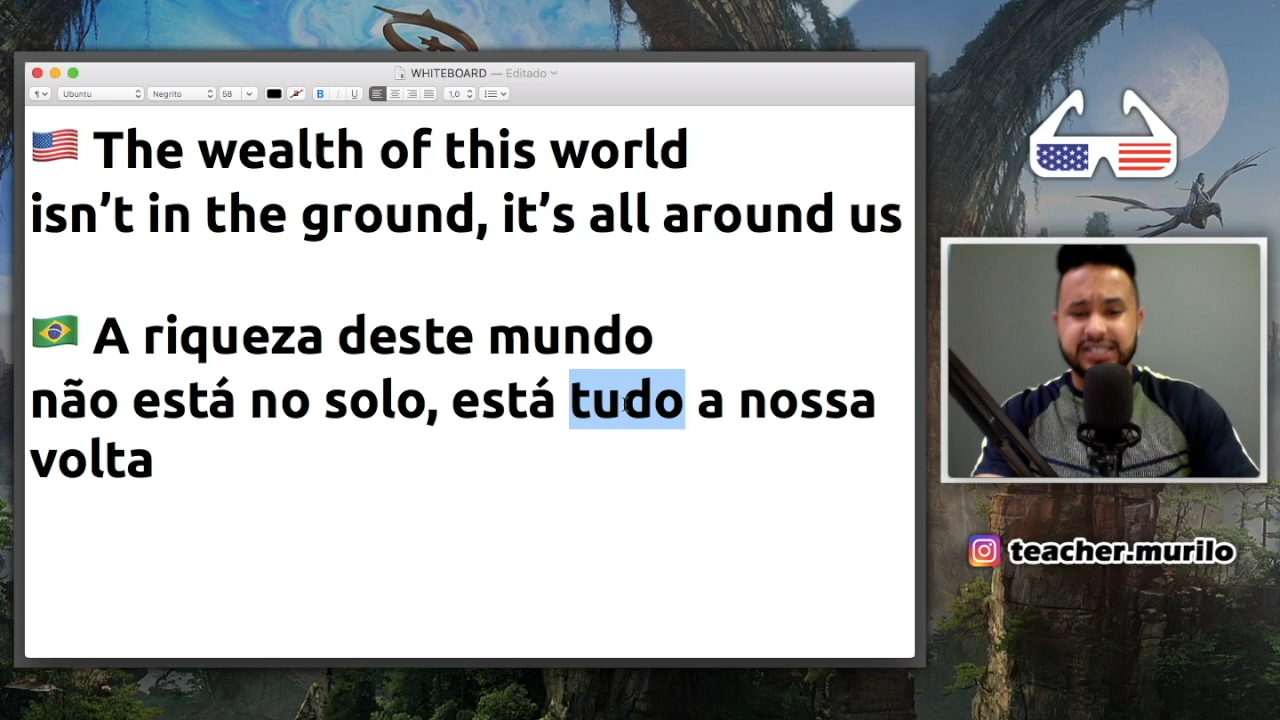 WHITEBOARD — Editado
Ubuntu
Negrito
58
B
I
U
1,0
The wealth of this world
isn’t in the ground, it’s all around us
A riqueza deste mundo
não está no solo, está tudo a nossa
volta
teacher.murilo